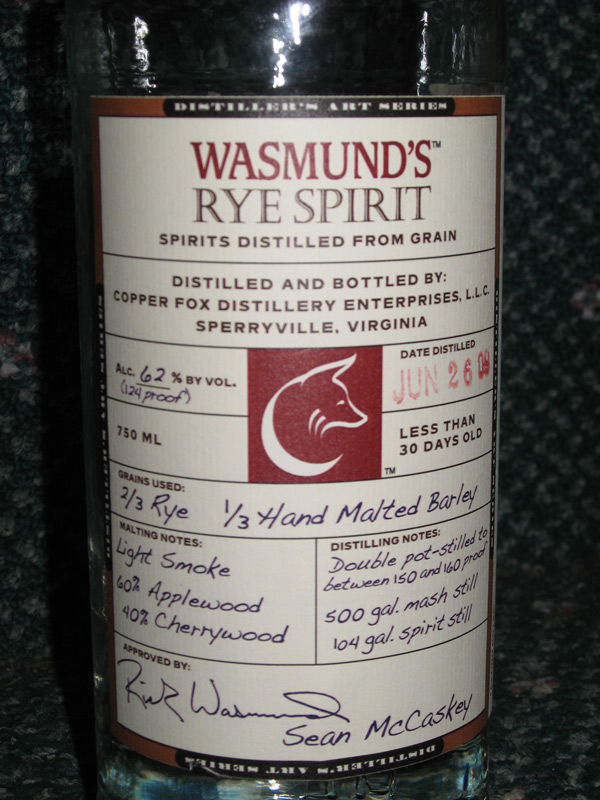 DISTILLER'S ART SERIES
WASMUND'S™
RYE SPIRIT
SPIRITS DISTILLED FROM GRAIN
DISTILLED AND BOTTLED BY:
COPPER FOX DISTILLERY ENTERPRISES, L.L.C.
SPERRYVILLE, VIRGINIA
ALC. 62 % BY VOL.
(124 proof)
DATE DISTILLED
JUN 26 09
750 ML
LESS THAN
30 DAYS OLD
TM
GRAINS USED:
2/3 Rye 1/3 Hand Malted Barley
MALTING NOTES:
Light Smoke
60% Applewood
40% Cherrywood
DISTILLING NOTES:
Double pot-stilled to
between 150 and 160 proof
500 gal. mash still
104 gal. spirit still
APPROVED BY:
Rick Wasmund
Sean McCaskey
DISTILLER'S ART SERIES